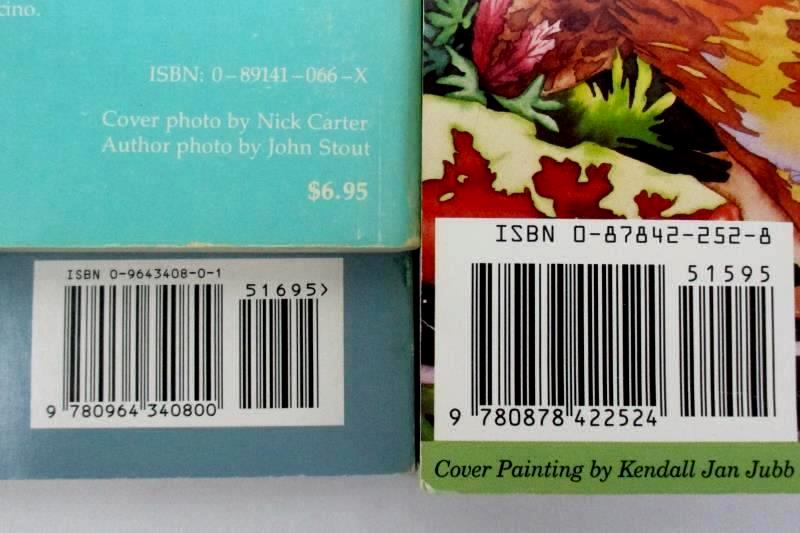 cino.
ISBN: 0-89141-066-X
Cover photo by Nick Carter
Author photo by John Stout
$6.95
ISBN 0-9643408-0-1
51695>
9 780964 340800
ISBN 0-87842-252-8
51595
9 780878 422524
Cover Painting by Kendall Jan Jubb